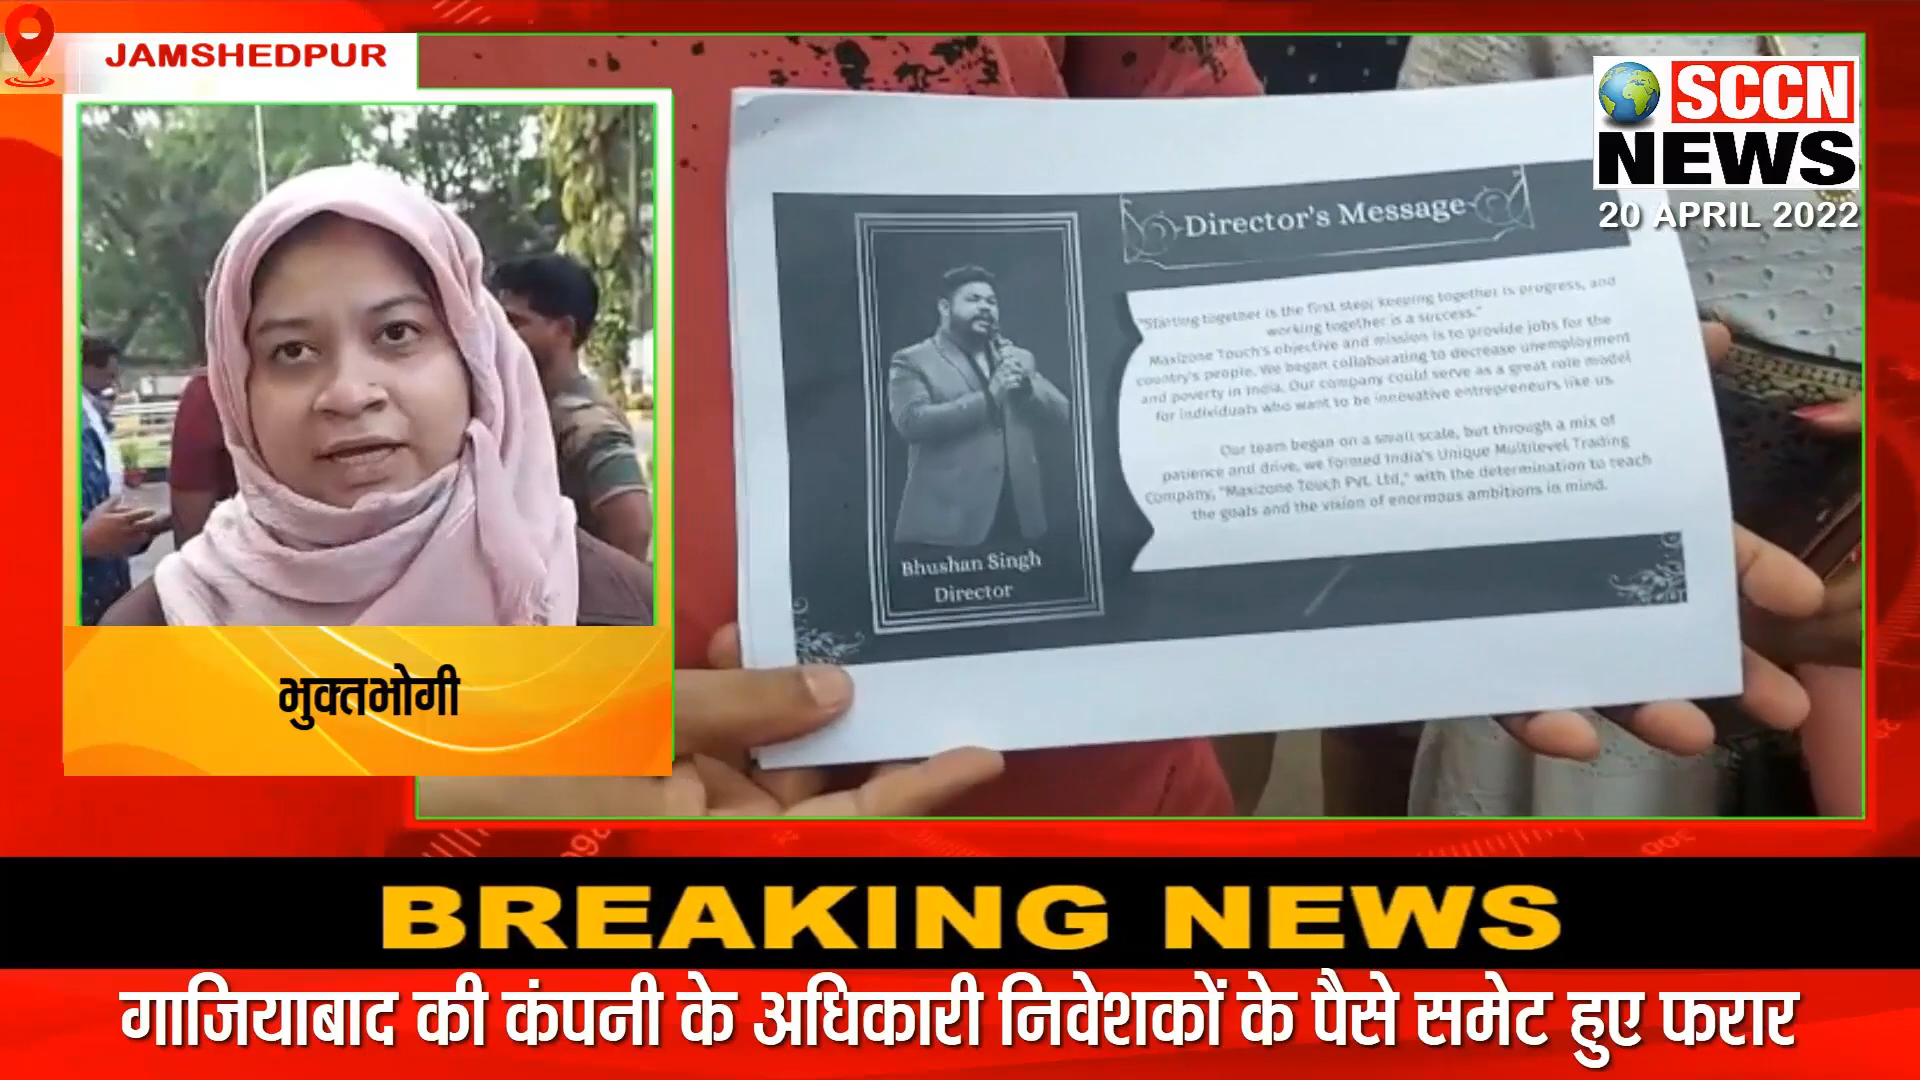 JAMSHEDPUR
SCCN
NEWS
20 APRIL 2022
Director's Message
"Starting together is the first step; keeping together is progress, and
working together is a success."
Maxizone Touch's objective and mission is to provide jobs for the
country's people. We began collaborating to decrease unemployment
and poverty in India. Our company could serve as a great role model
for individuals who want to be innovative entrepreneurs like us.
Our team began on a small scale, but through a mix of
patience and drive, we formed India's Unique Multilevel Trading
Company, "Maxizone Touch Pvt. Ltd," with the determination to reach
the goals and the vision of enormous ambitions in mind.
Bhushan Singh
Director
भुक्तभोगी
BREAKING NEWS
गाजियाबाद की कंपनी के अधिकारी निवेशकों के पैसे समेट हुए फरार